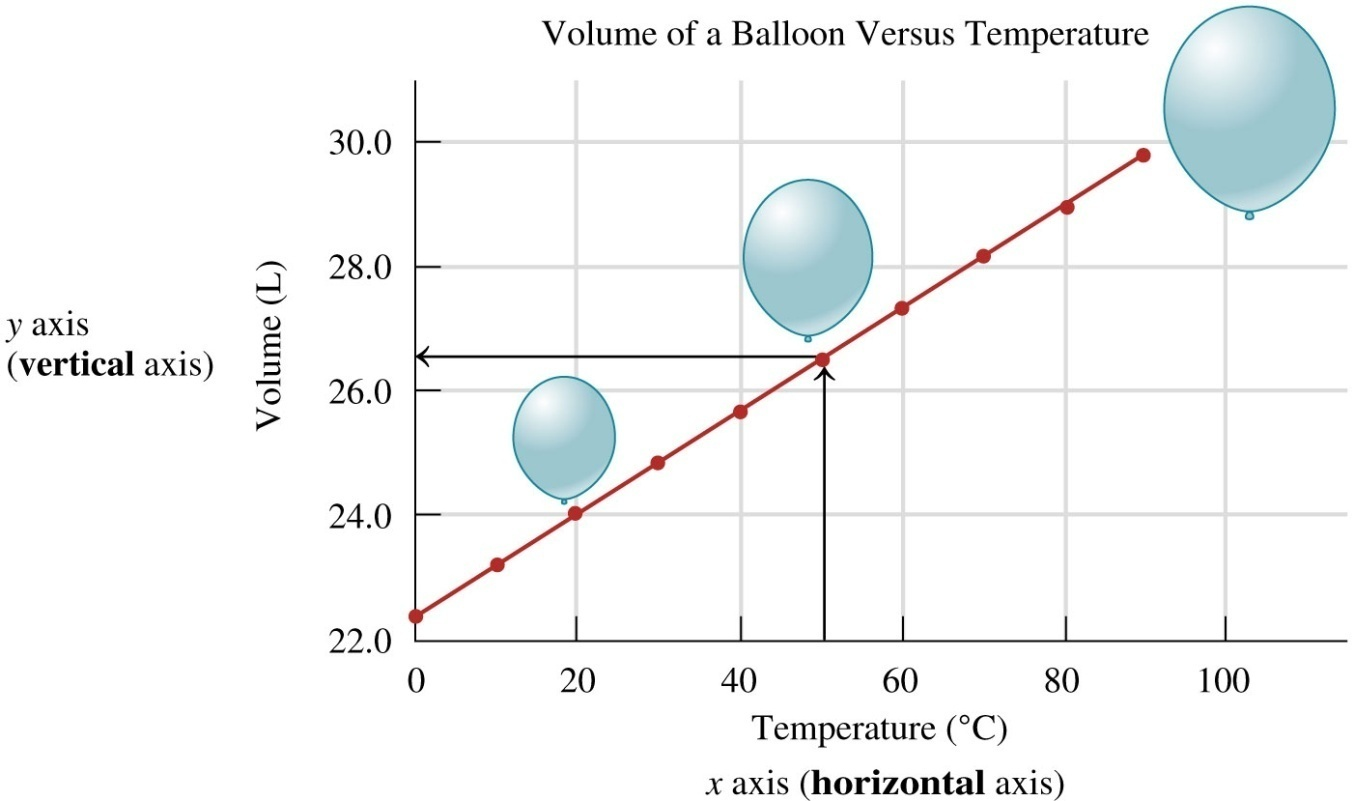 Volume of a Balloon Versus Temperature
30.0
28.0
26.0
24.0
22.0
Volume (L)
y axis
(vertical axis)
0 20 40 60 80 100
Temperature (°C)
x axis (horizontal axis)